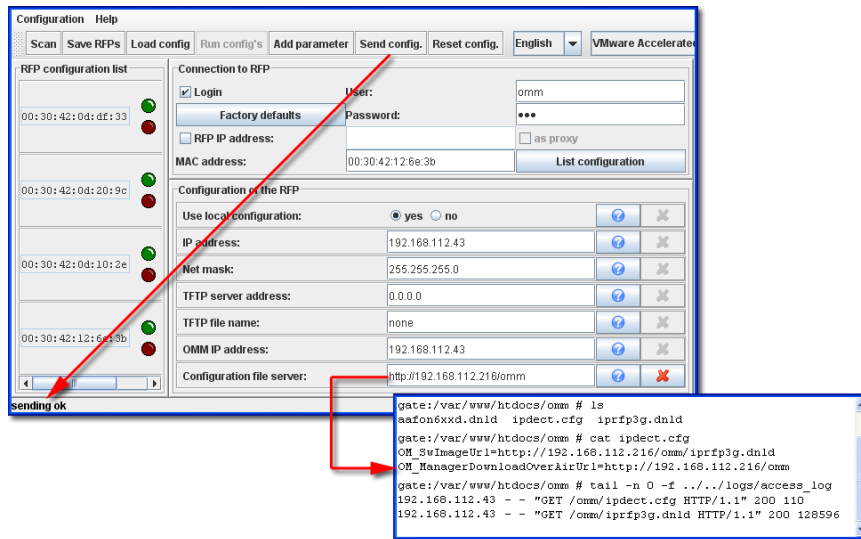 Configuration Help
Scan Save RFPs Load config Run config's Add parameter Send config. Reset config. English VMware Accelerated
RFP configuration list
00:30:42:0d:df:33
00:30:42:0d:20:9c
00:30:42:0d:10:2e
00:30:42:12:6e:3b
Connection to RFP
Login User: omm
Factory defaults Password: •••
RFP IP address: as proxy
MAC address: 00:30:42:12:6e:3b List configuration
Configuration of the RFP
Use local configuration: yes no
IP address: 192.168.112.43
Net mask: 255.255.255.0
TFTP server address: 0.0.0.0
TFTP file name: none
OMM IP address: 192.168.112.43
Configuration file server: http://192.168.112.216/omm
sending ok
gate:/var/www/htdocs/omm # ls
aafon6xxd.dnld ipdect.cfg iprfp3g.dnld
gate:/var/www/htdocs/omm # cat ipdect.cfg
OM_SwImageUrl=http://192.168.112.216/omm/iprfp3g.dnld
OM_ManagerDownloadOverAirUrl=http://192.168.112.216/omm
gate:/var/www/htdocs/omm # tail -n 0 -f ../../logs/access_log
192.168.112.43 - - "GET /omm/ipdect.cfg HTTP/1.1" 200 110
192.168.112.43 - - "GET /omm/iprfp3g.dnld HTTP/1.1" 200 128596